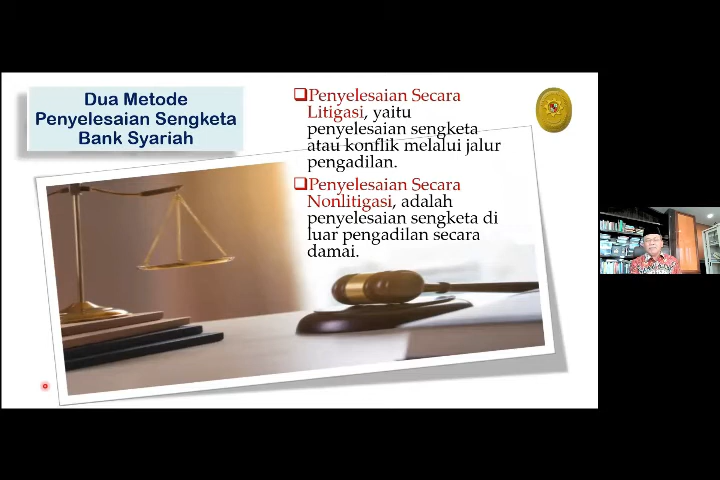 Dua Metode
Penyelesaian Sengketa
Bank Syariah
❑Penyelesaian Secara
Litigasi, yaitu
penyelesaian sengketa
atau konflik melalui jalur
pengadilan.
❑Penyelesaian Secara
Nonlitigasi, adalah
penyelesaian sengketa di
luar pengadilan secara
damai.